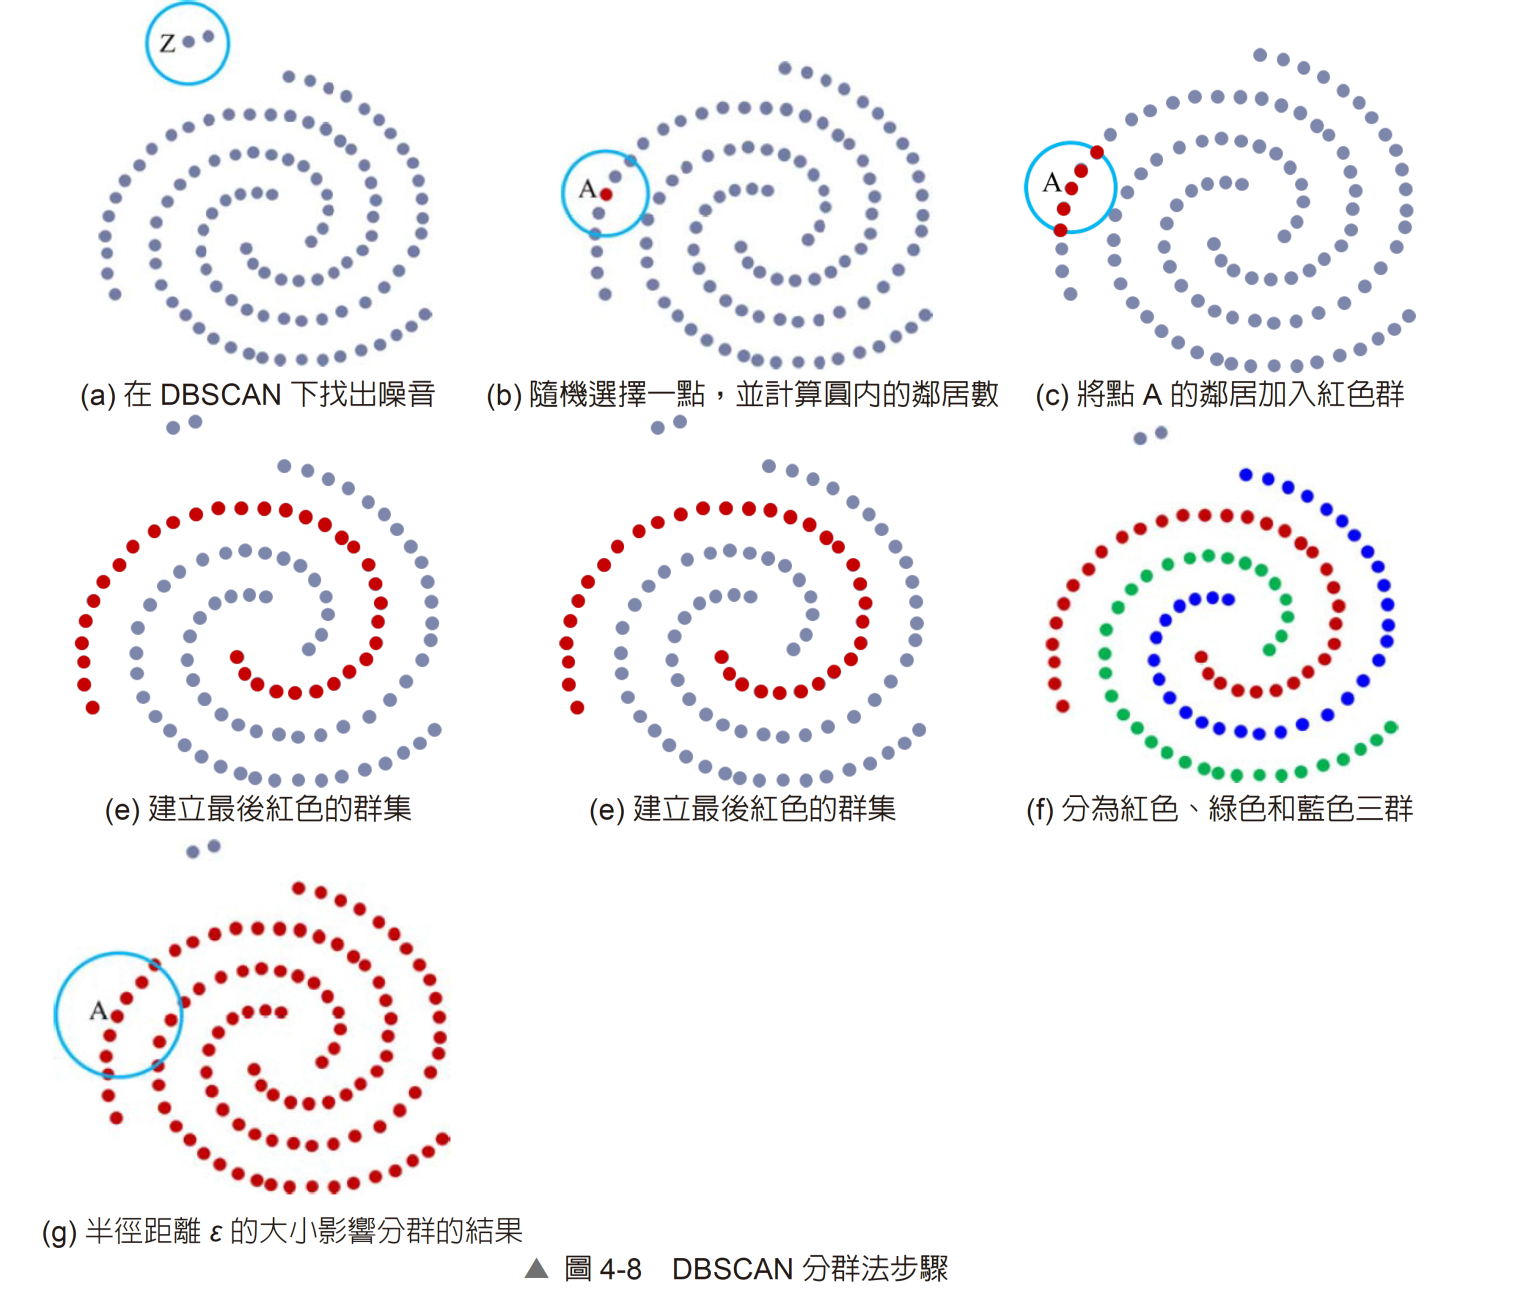 Z
A
A
(a) 在 DBSCAN 下找出噪音
(b) 隨機選擇一點，並計算圓內的鄰居數
(c) 將點 A 的鄰居加入紅色群
(e) 建立最後紅色的群集
(e) 建立最後紅色的群集
(f) 分為紅色、綠色和藍色三群
A
(g) 半徑距離 ε 的大小影響分群的結果
▲ 圖 4-8 DBSCAN 分群法步驟